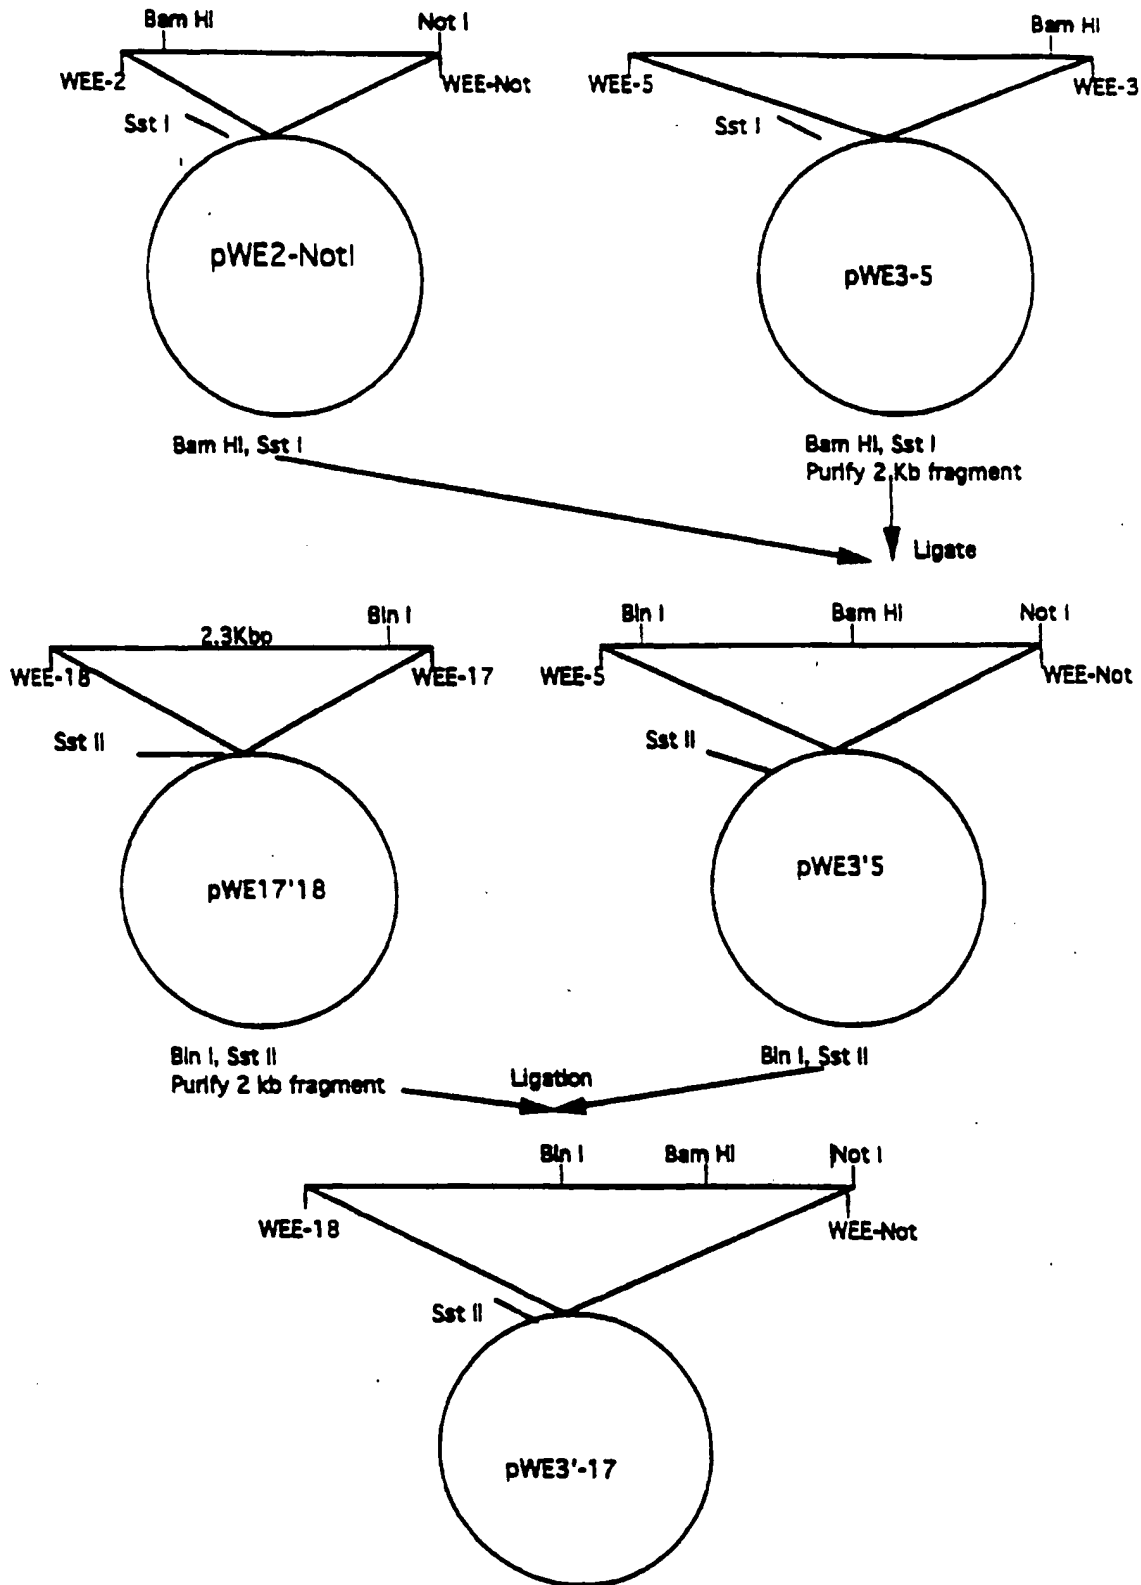 Bam HI
Not I
WEE-2
WEE-Not
Sst I
pWE2-NotI
Bam HI, Sst I
Bam HI
WEE-5
WEE-3
Sst I
pWE3-5
Bam HI, Sst I
Purify 2 Kb fragment
Ligate
Bln I
2.3Kbp
WEE-18
WEE-17
Sst II
pWE17'18
Bln I, Sst II
Purify 2 kb fragment
Bln I
Bam HI
Not I
WEE-5
WEE-Not
Sst II
pWE3'5
Bln I, Sst II
Ligation
Bln I
Bam HI
Not I
WEE-18
WEE-Not
Sst II
pWE3'-17